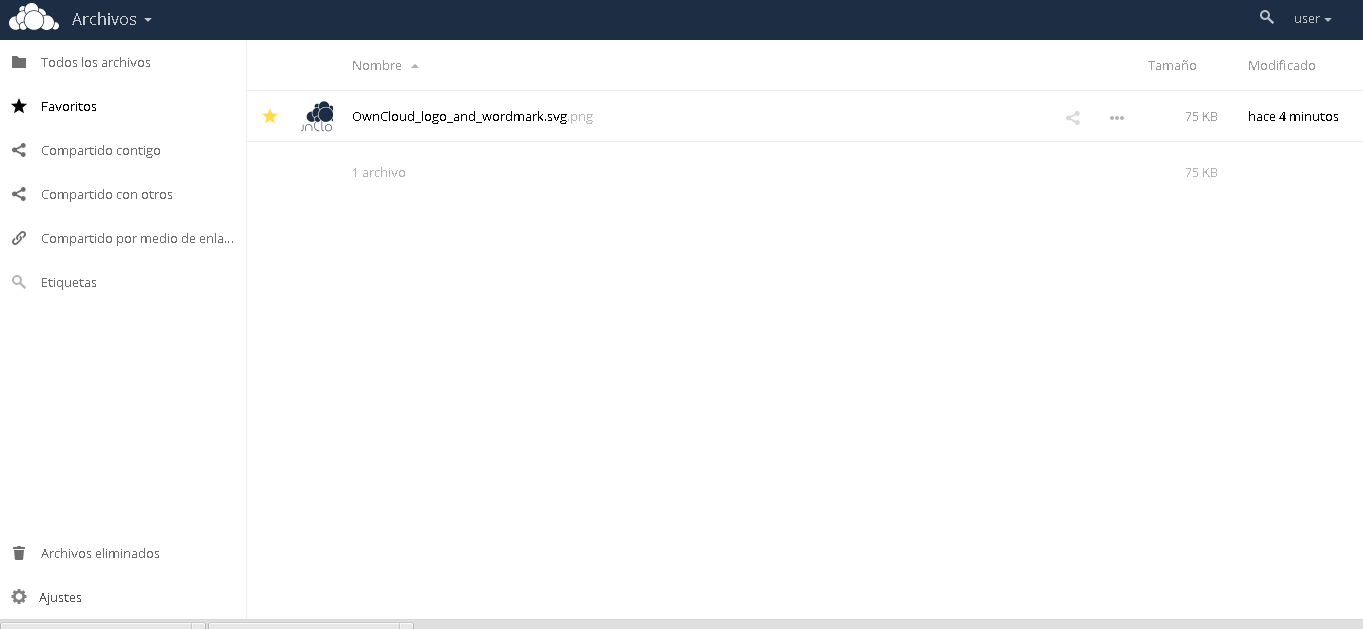 Archivos
user
Todos los archivos
Favoritos
Compartido contigo
Compartido con otros
Compartido por medio de enla...
Etiquetas
Archivos eliminados
Ajustes
Nombre Tamaño Modificado
OwnCloud_logo_and_wordmark.svg.png 75 KB hace 4 minutos
1 archivo 75 KB